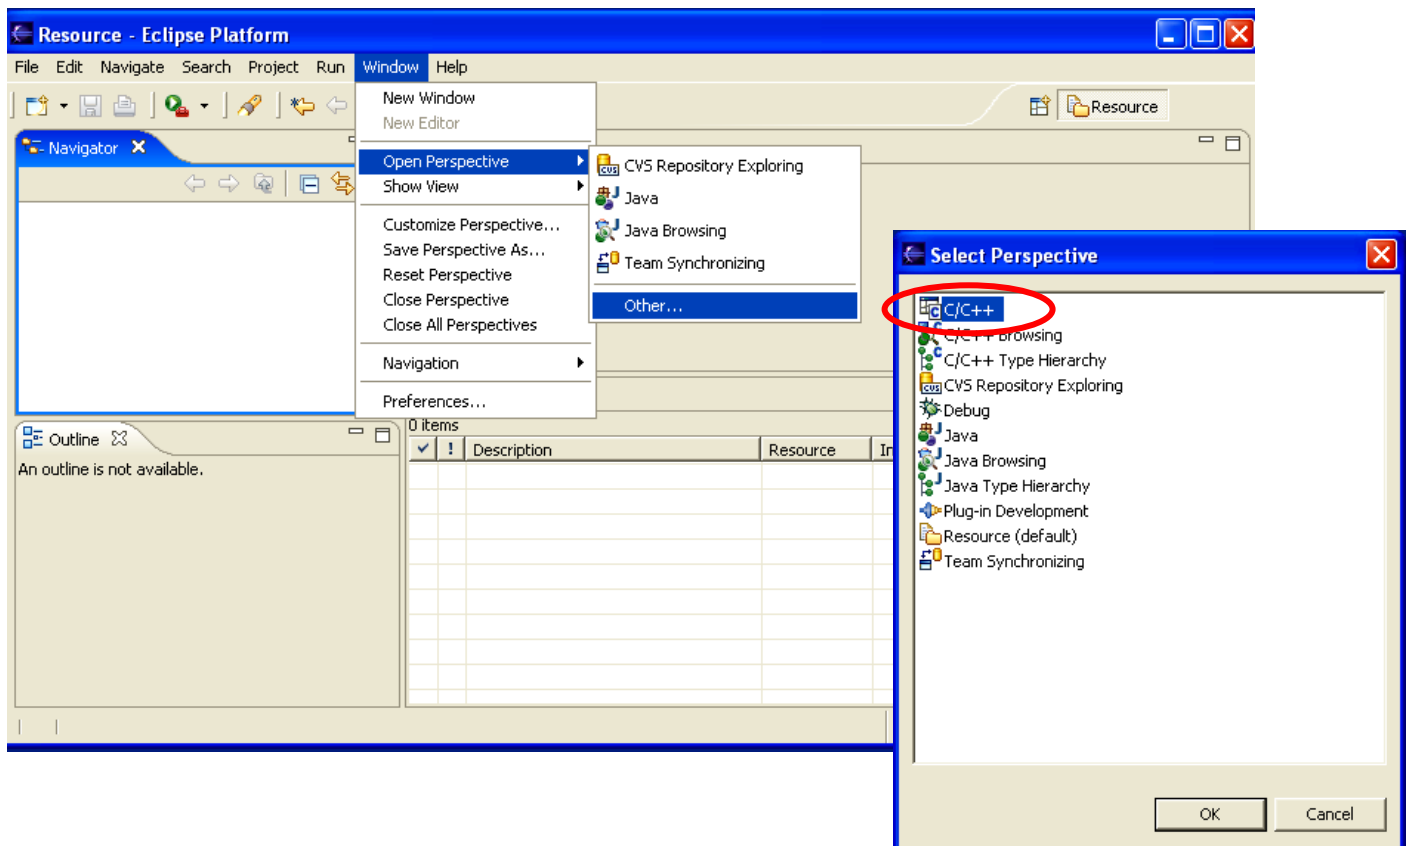 Resource - Eclipse Platform
File Edit Navigate Search Project Run Window Help
Resource
Navigator
New Window
New Editor
Open Perspective
Show View
Customize Perspective...
Save Perspective As...
Reset Perspective
Close Perspective
Close All Perspectives
Navigation
Preferences...
CVS Repository Exploring
Java
Java Browsing
Team Synchronizing
Other...
Outline
An outline is not available.
0 items
! Description Resource In
Select Perspective
C/C++
C/C++ Browsing
C/C++ Type Hierarchy
CVS Repository Exploring
Debug
Java
Java Browsing
Java Type Hierarchy
Plug-in Development
Resource (default)
Team Synchronizing
OK Cancel